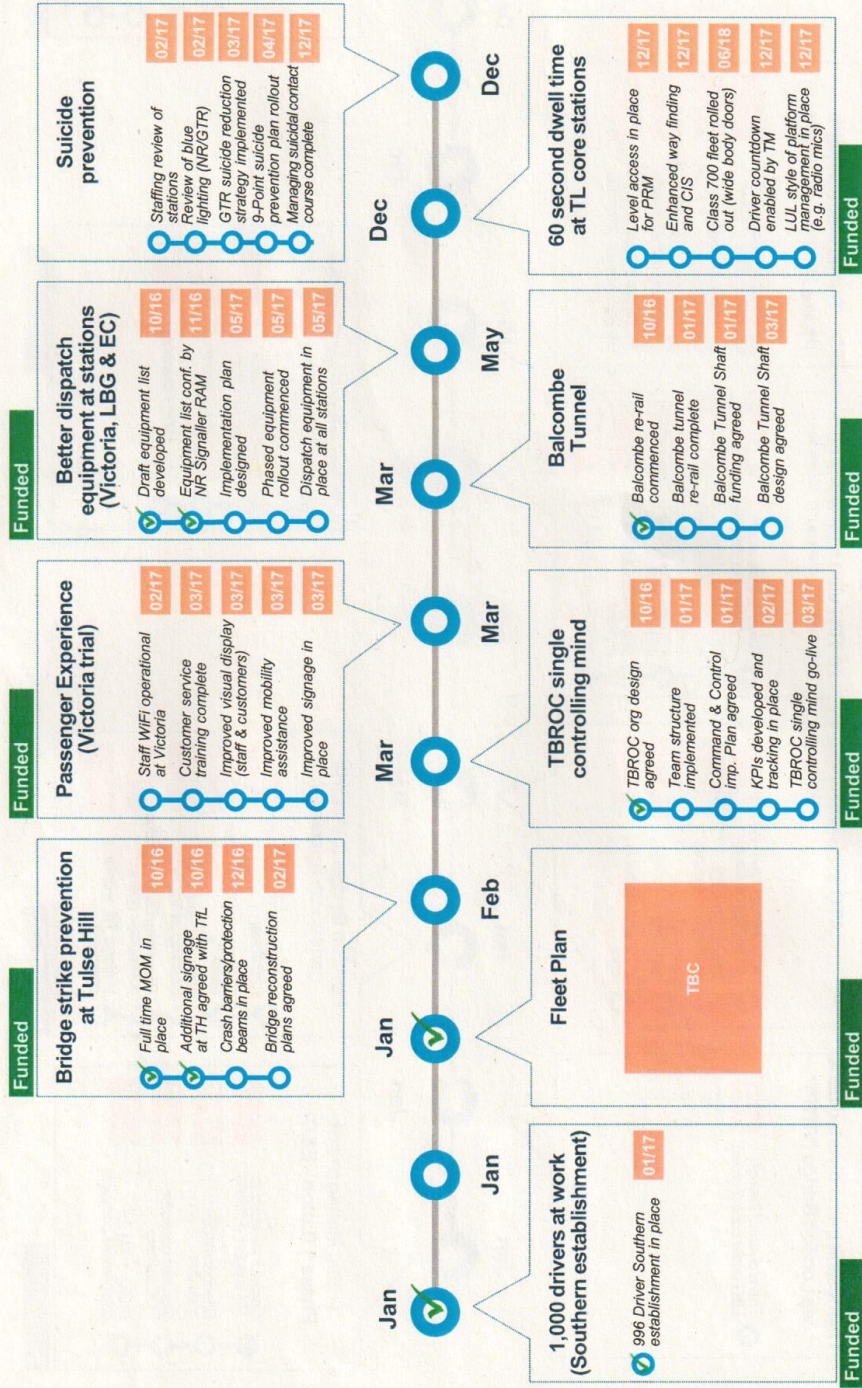 Funded
Bridge strike prevention
at Tulse Hill
Full time MOM in
place
10/16
Additional signage
at TH agreed with TfL
10/16
Crash barriers/protection
beams in place
12/16
Bridge reconstruction
plans agreed
02/17
Funded
Passenger Experience
(Victoria trial)
Staff WiFi operational
at Victoria
02/17
Customer service
training complete
03/17
Improved visual display
(staff & customers)
03/17
Improved mobility
assistance
03/17
Improved signage in
place
03/17
Funded
Better dispatch
equipment at stations
(Victoria, LBG & EC)
Draft equipment list
developed
10/16
Equipment list conf. by
NR Signaller RAM
11/16
Implementation plan
designed
05/17
Phased equipment
rollout commenced
05/17
Dispatch equipment in
place at all stations
05/17
Suicide
prevention
Staffing review of
stations
02/17
Review of blue
lighting (NR/GTR)
02/17
GTR suicide reduction
strategy implemented
03/17
9-Point suicide
prevention plan rollout
04/17
Managing suicidal contact
course complete
12/17
Jan
Jan
Jan
Feb
Mar
Mar
Mar
May
Dec
Dec
1,000 drivers at work
(Southern establishment)
996 Driver Southern
establishment in place
01/17
Funded
Fleet Plan
TBC
Funded
TBROC single
controlling mind
TBROC org design
agreed
10/16
Team structure
implemented
01/17
Command & Control
imp. Plan agreed
01/17
KPIs developed and
tracking in place
02/17
TBROC single
controlling mind go-live
03/17
Funded
Balcombe
Tunnel
Balcombe re-rail
commenced
10/16
Balcombe tunnel
re-rail complete
01/17
Balcombe Tunnel Shaft
funding agreed
01/17
Balcombe Tunnel Shaft
design agreed
03/17
Funded
60 second dwell time
at TL core stations
Level access in place
for PRM
12/17
Enhanced way finding
and CIS
12/17
Class 700 fleet rolled
out (wide body doors)
06/18
Driver countdown
enabled by TM
12/17
LUL style of platform
management in place
(e.g. radio mics)
12/17
Funded